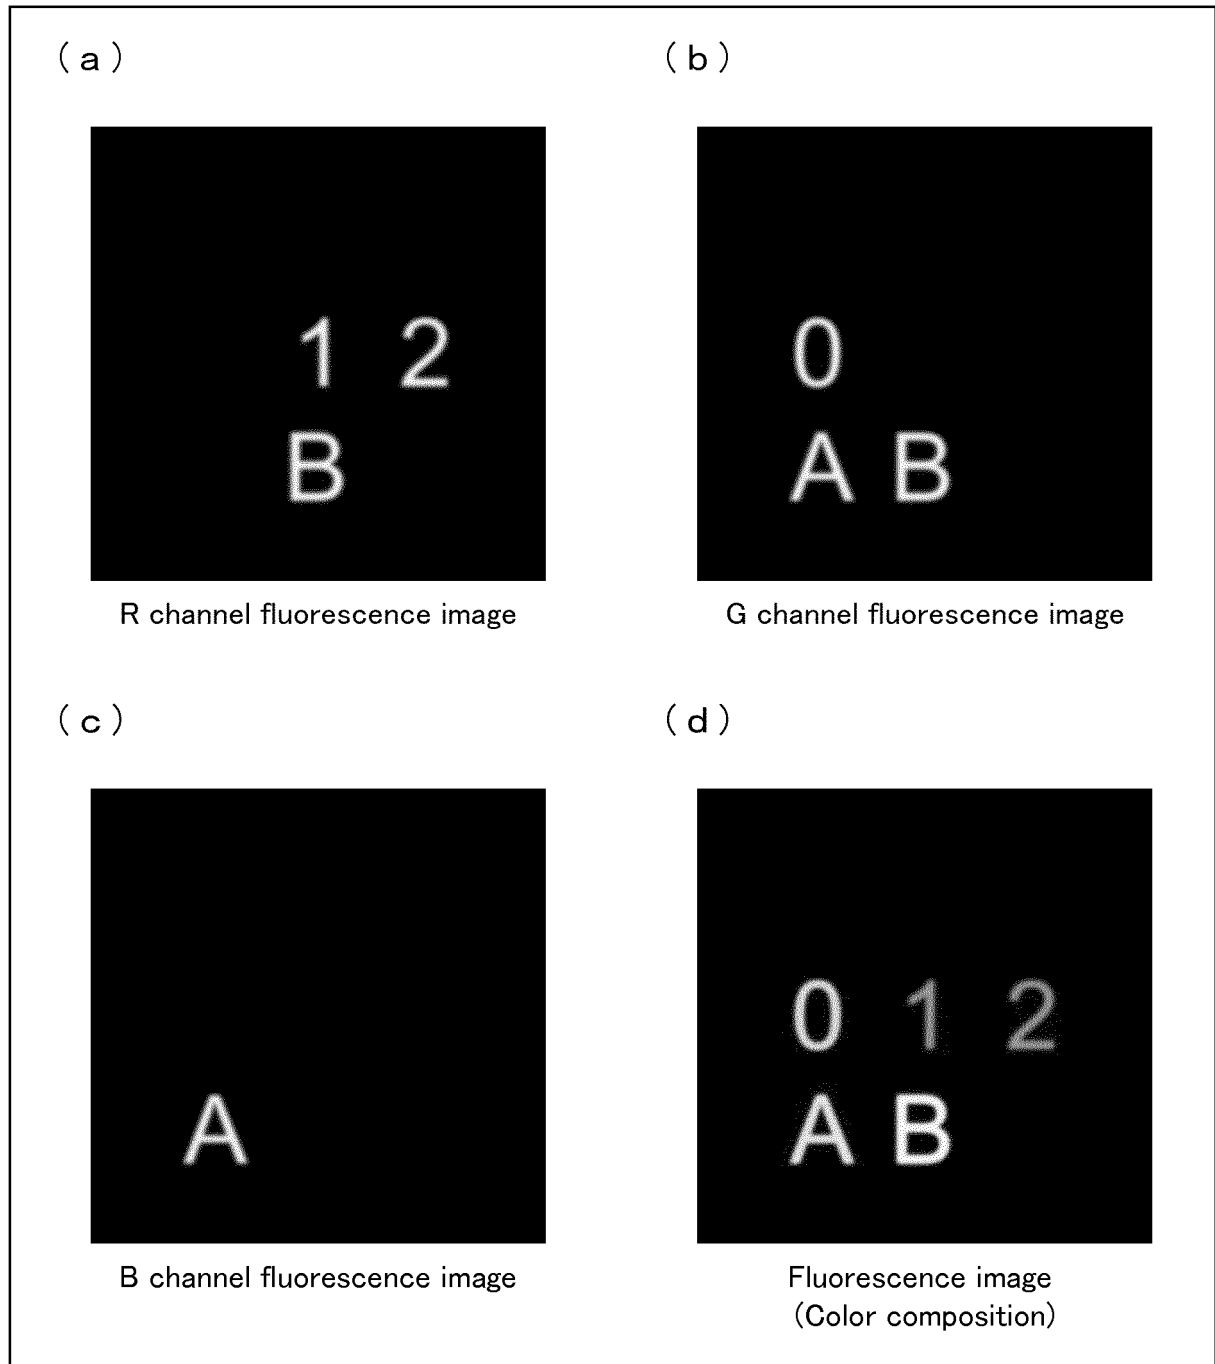 (a)
(b)
1 2
B
0
A B
R channel fluorescence image
G channel fluorescence image
(c)
(d)
A
0 1 2
A B
B channel fluorescence image
Fluorescence image
(Color composition)